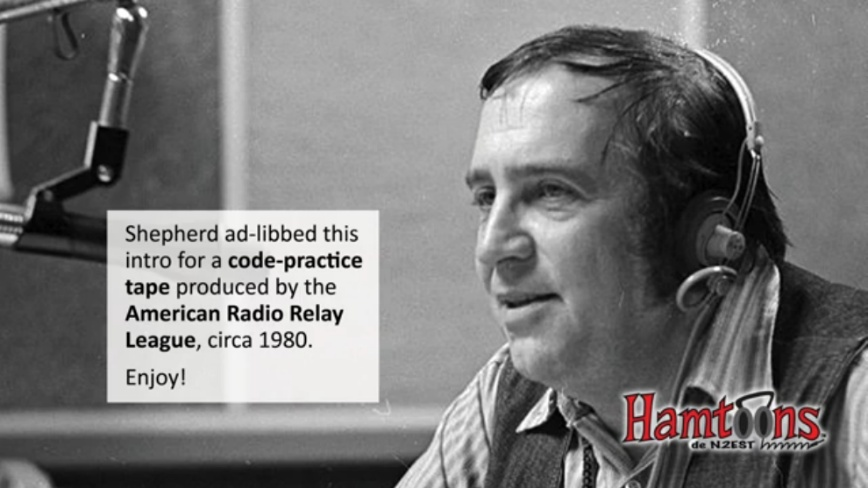 Shepherd ad-libbed this
intro for a code-practice
tape produced by the
American Radio Relay
League, circa 1980.
Enjoy!
Hamtoons
de N2EST